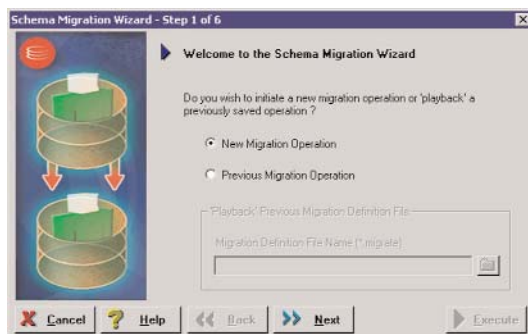 Schema Migration Wizard - Step 1 of 6
Welcome to the Schema Migration Wizard
Do you wish to initiate a new migration operation or 'playback' a
previously saved operation ?
New Migration Operation
Previous Migration Operation
'Playback' Previous Migration Definition File
Migration Definition File Name (*.migrate)
Cancel
Help
Back
Next
Execute